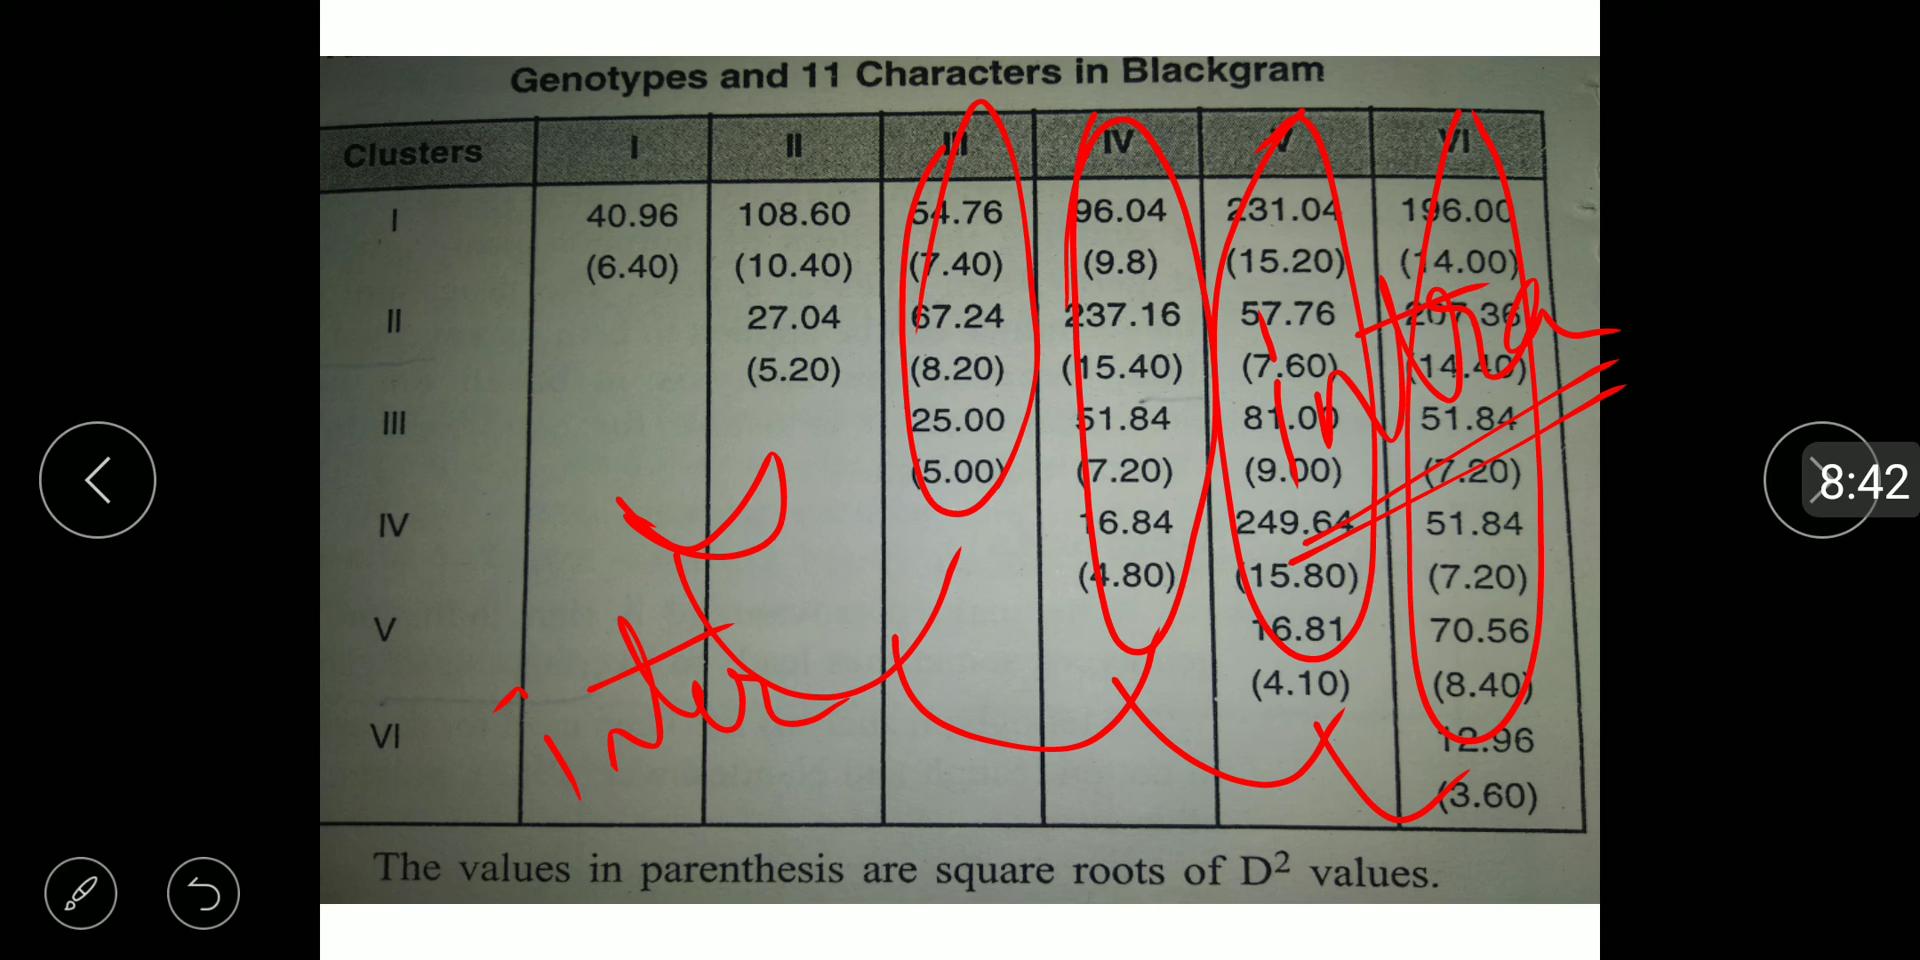 Genotypes and 11 Characters in Blackgram
Clusters I II III IV V VI
I 40.96 108.60 54.76 96.04 231.04 196.00
(6.40) (10.40) (7.40) (9.8) (15.20) (14.00)
II 27.04 67.24 237.16 57.76 207.36
(5.20) (8.20) (15.40) (7.60) (14.40)
III 25.00 51.84 81.00 51.84
(5.00) (7.20) (9.00) (7.20)
IV 16.84 249.64 51.84
(4.80) (15.80) (7.20)
V 16.81 70.56
(4.10) (8.40)
VI 12.96
(3.60)
intra
inter
The values in parenthesis are square roots of D² values.
8:42